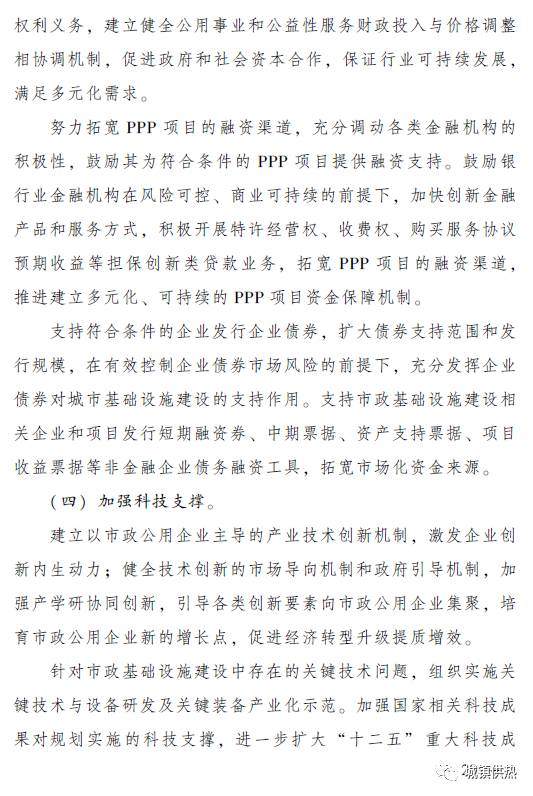 权利义务，建立健全公用事业和公益性服务财政投入与价格调整
相协调机制，促进政府和社会资本合作，保证行业可持续发展，
满足多元化需求。
努力拓宽 PPP 项目的融资渠道，充分调动各类金融机构的
积极性，鼓励其为符合条件的 PPP 项目提供融资支持。鼓励银
行业金融机构在风险可控、商业可持续的前提下，加快创新金融
产品和服务方式，积极开展特许经营权、收费权、购买服务协议
预期收益等担保创新类贷款业务，拓宽 PPP 项目的融资渠道，
推进建立多元化、可持续的 PPP 项目资金保障机制。
支持符合条件的企业发行企业债券，扩大债券支持范围和发
行规模，在有效控制企业债券市场风险的前提下，充分发挥企业
债券对城市基础设施建设的支持作用。支持市政基础设施建设相
关企业和项目发行短期融资券、中期票据、资产支持票据、项目
收益票据等非金融企业债务融资工具，拓宽市场化资金来源。
（四）加强科技支撑。
建立以市政公用企业主导的产业技术创新机制，激发企业创
新内生动力；健全技术创新的市场导向机制和政府引导机制，加
强产学研协同创新，引导各类创新要素向市政公用企业集聚，培
育市政公用企业新的增长点，促进经济转型升级提质增效。
针对市政基础设施建设中存在的关键技术问题，组织实施关
键技术与设备研发及关键装备产业化示范。加强国家相关科技成
果对规划实施的科技支撑，进一步扩大“十二五”重大科技成
城镇供热